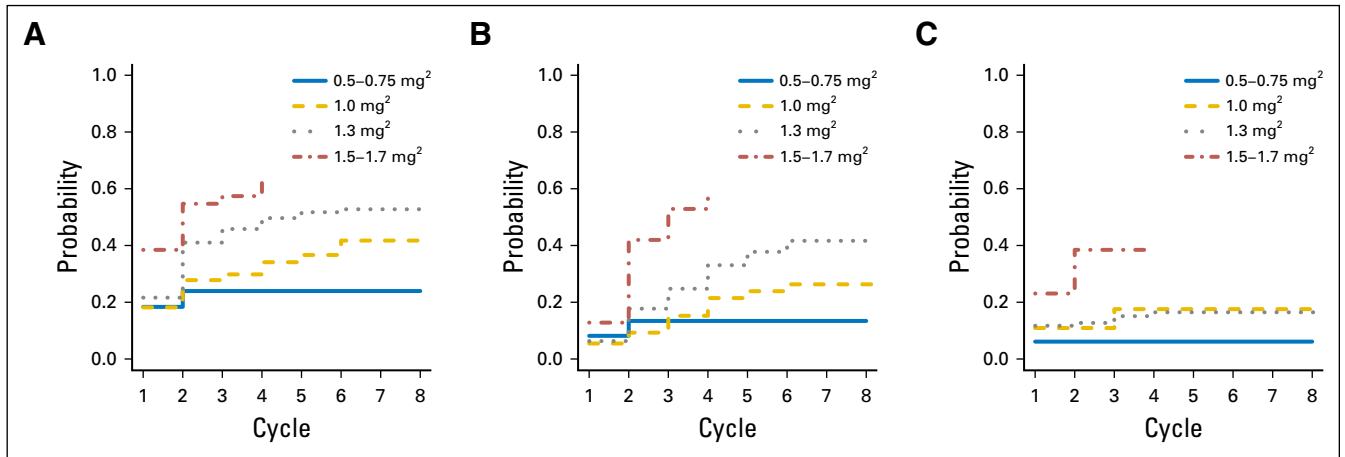 A
1.0
0.8
0.6
0.4
0.2
0.0
Probability
0.5–0.75 mg²
1.0 mg²
1.3 mg²
1.5–1.7 mg²
1 2 3 4 5 6 7 8
Cycle
B
1.0
0.8
0.6
0.4
0.2
0.0
Probability
0.5–0.75 mg²
1.0 mg²
1.3 mg²
1.5–1.7 mg²
1 2 3 4 5 6 7 8
Cycle
C
1.0
0.8
0.6
0.4
0.2
0.0
Probability
0.5–0.75 mg²
1.0 mg²
1.3 mg²
1.5–1.7 mg²
1 2 3 4 5 6 7 8
Cycle